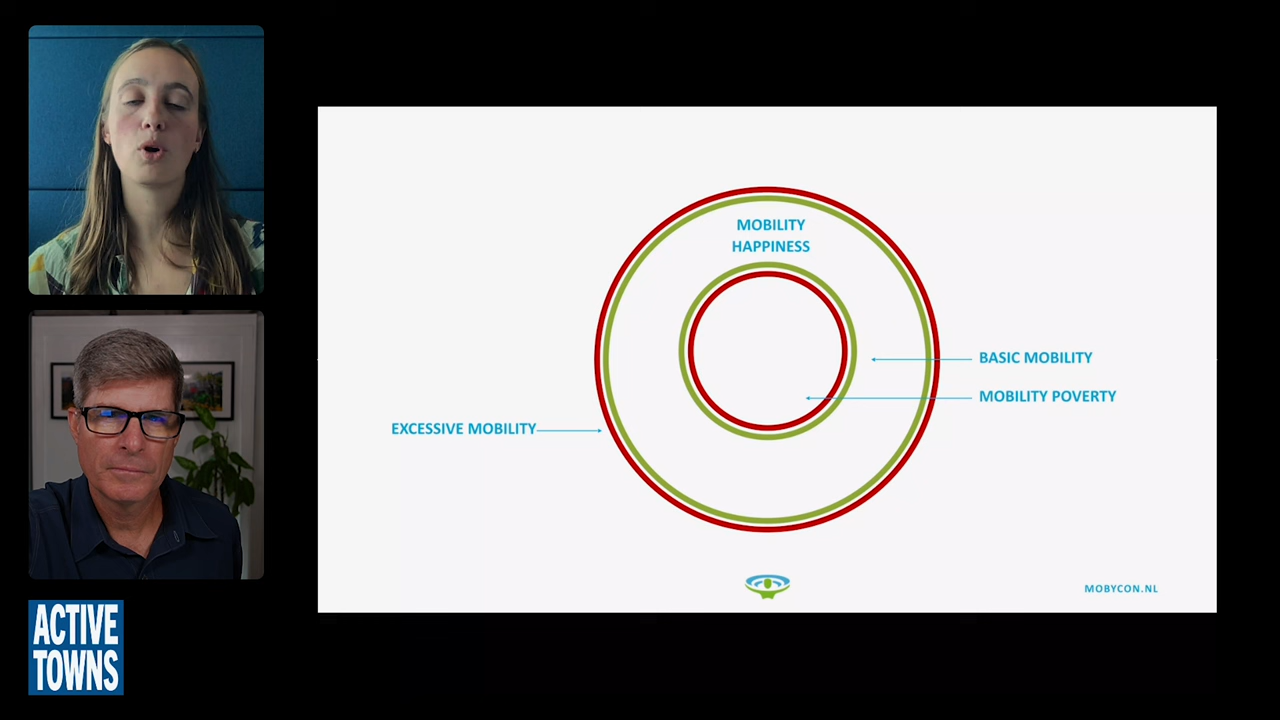 MOBILITY
HAPPINESS
BASIC MOBILITY
MOBILITY POVERTY
EXCESSIVE MOBILITY
MOBYCON.NL
ACTIVE
TOWNS